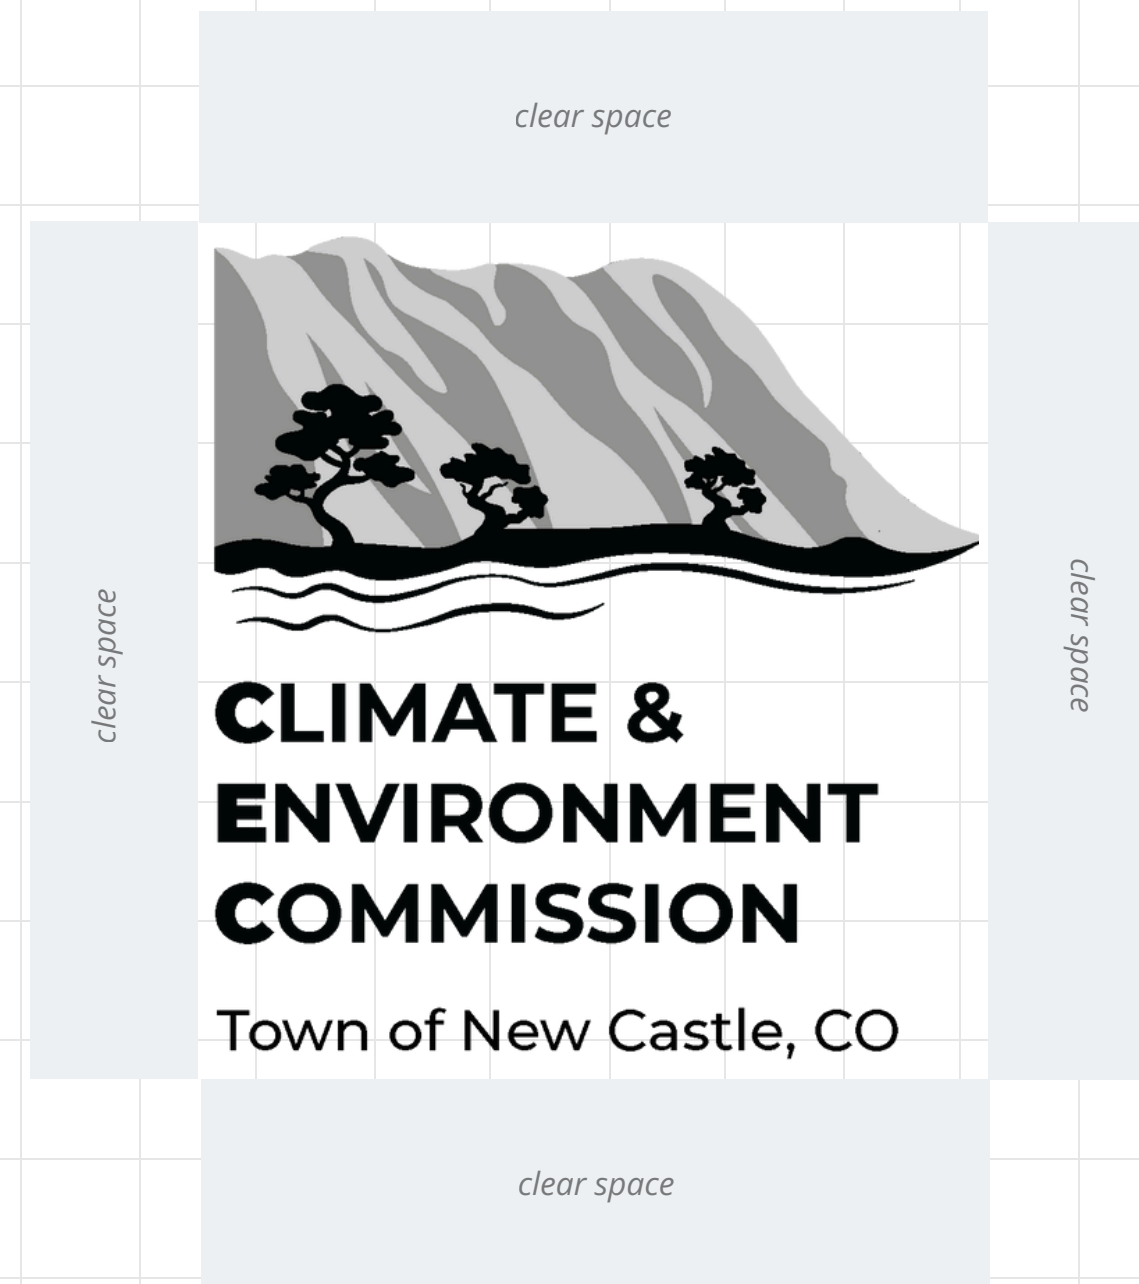 clear space
clear space
clear space
CLIMATE &
ENVIRONMENT
COMMISSION
Town of New Castle, CO
clear space